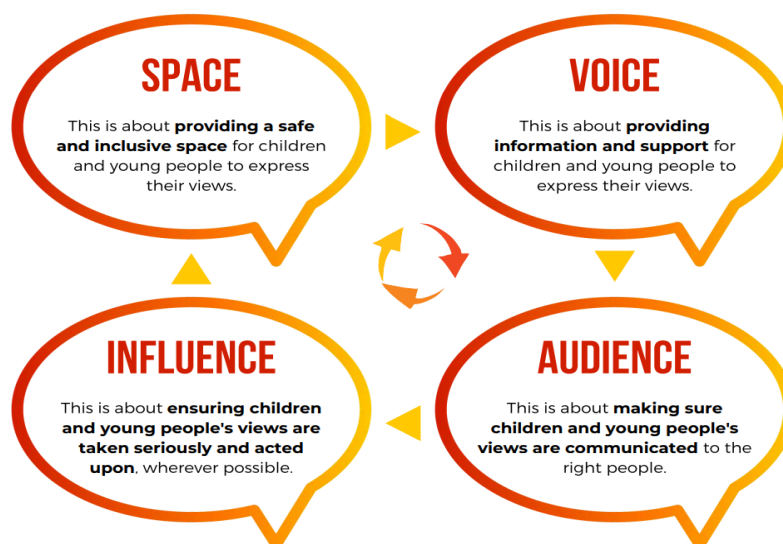 SPACE
This is about providing a safe
and inclusive space for children
and young people to express
their views.
VOICE
This is about providing
information and support for
children and young people to
express their views.
INFLUENCE
This is about ensuring children
and young people's views are
taken seriously and acted
upon, wherever possible.
AUDIENCE
This is about making sure
children and young people's
views are communicated to the
right people.